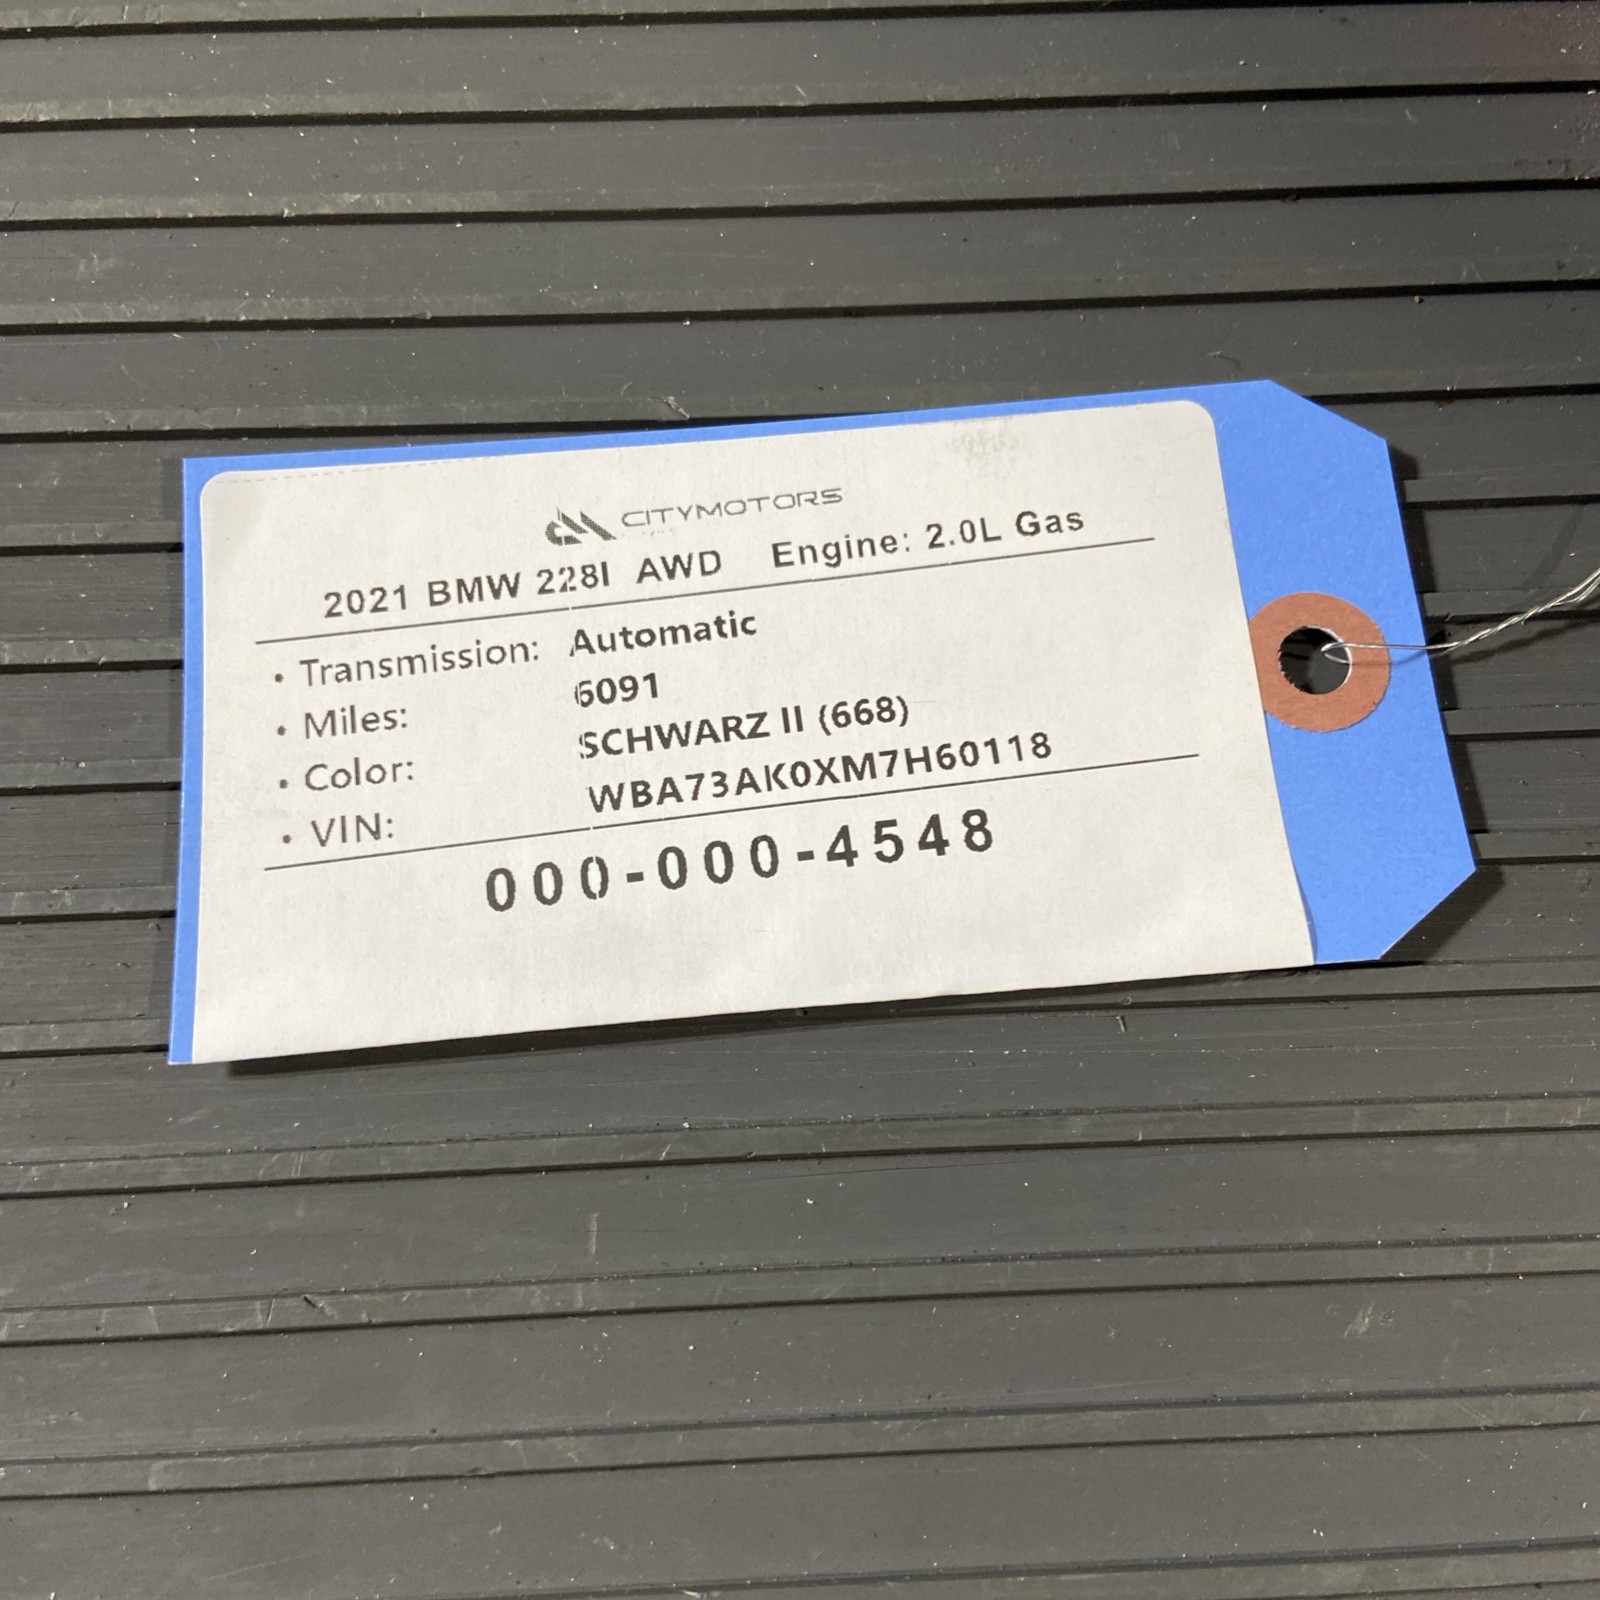 CITYMOTORS
2021 BMW 228I AWD Engine: 2.0L Gas
• Transmission: Automatic
• Miles: 6091
• Color: SCHWARZ II (668)
• VIN: WBA73AK0XM7H60118
000-000-4548